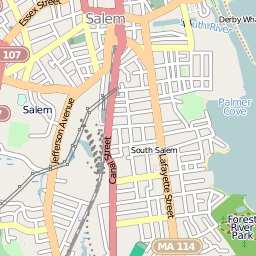 Essex Street
Salem
South River
Derby Wha
107
Palmer
Cove
Salem
Jefferson Avenue
Canal Street
South Salem
Lafayette Street
Forest
River
Park
MA 114